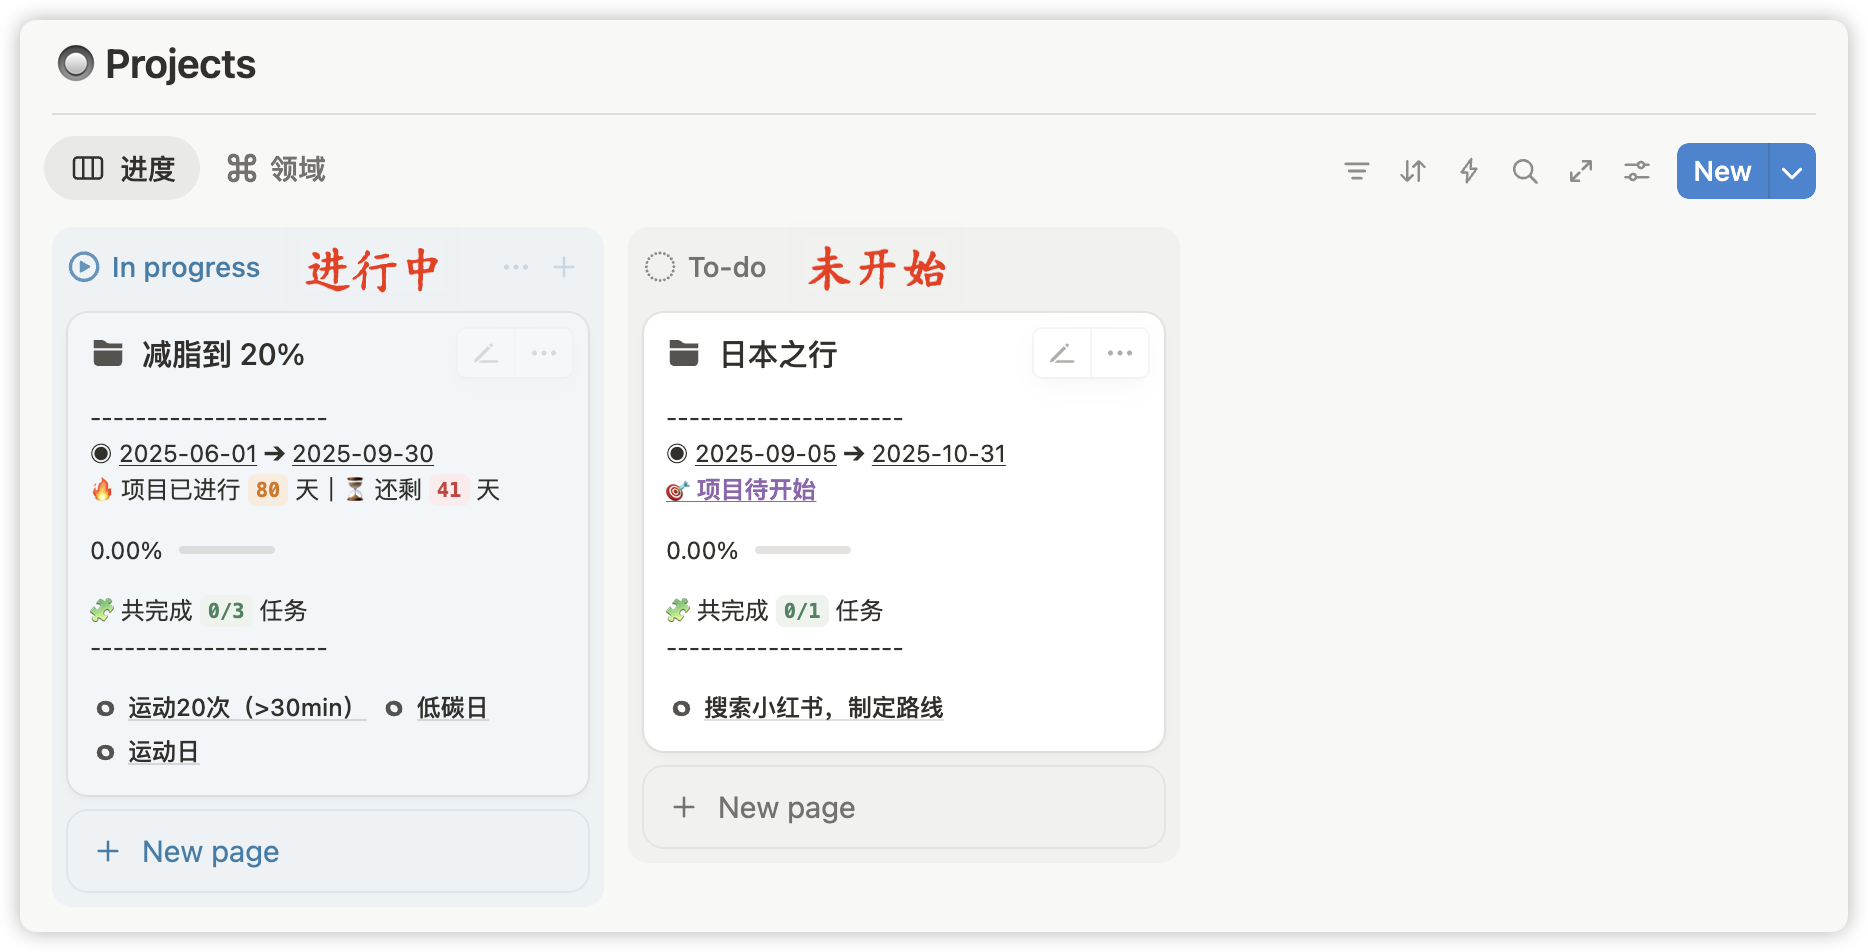 Projects
进度 领域
New
In progress 进行中
减脂到 20%
---------------------
2025-06-01 ➔ 2025-09-30
🔥 项目已进行 80 天 | ⏳ 还剩 41 天
0.00%
🧩 共完成 0/3 任务
---------------------
运动20次（>30min） 低碳日
运动日
+ New page
To-do 未开始
日本之行
---------------------
2025-09-05 ➔ 2025-10-31
🎯 项目待开始
0.00%
🧩 共完成 0/1 任务
---------------------
搜索小红书，制定路线
+ New page